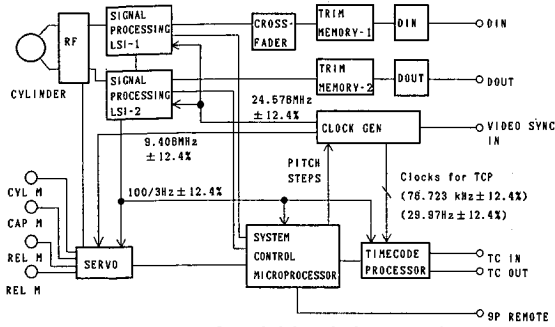 SIGNAL
PROCESSING
LSI-1
RF
CROSS-
FADER
TRIM
MEMORY-1
DIN
DIN
CYLINDER
SIGNAL
PROCESSING
LSI-2
TRIM
MEMORY-2
DOUT
DOUT
24.576MHz
±12.4%
CLOCK GEN
VIDEO SYNC
IN
9.408MHz
±12.4%
PITCH
STEPS
Clocks for TCP
(76.723 kHz±12.4%)
(29.97Hz±12.4%)
100/3Hz±12.4%
CYL M
CAP M
REL M
REL M
SERVO
SYSTEM
CONTROL
MICROPROCESSOR
TIMECODE
PROCESSOR
TC IN
TC OUT
9P REMOTE